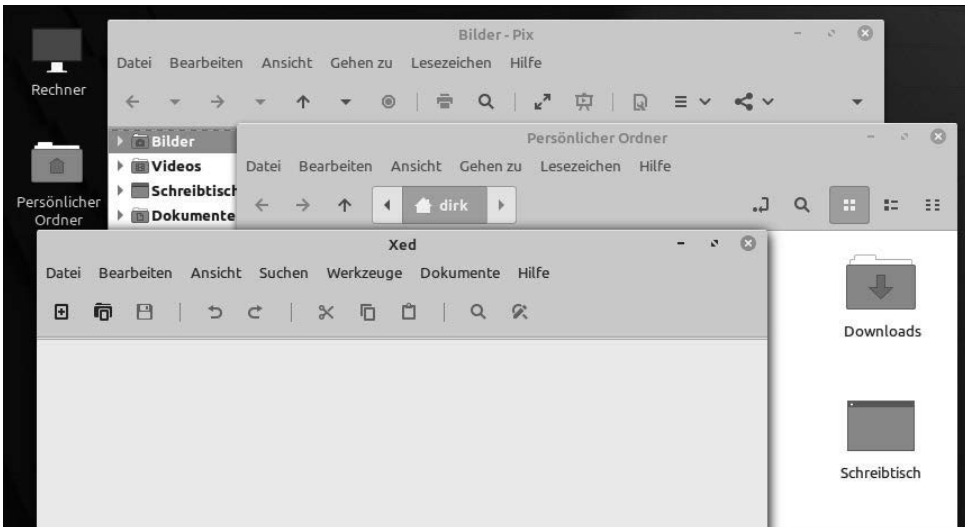 Rechner
Persönlicher
Ordner
Bilder - Pix
Datei Bearbeiten Ansicht Gehen zu Lesezeichen Hilfe
Bilder
Videos
Schreibtisch
Dokumente
Persönlicher Ordner
Datei Bearbeiten Ansicht Gehen zu Lesezeichen Hilfe
dirk
Xed
Datei Bearbeiten Ansicht Suchen Werkzeuge Dokumente Hilfe
Downloads
Schreibtisch